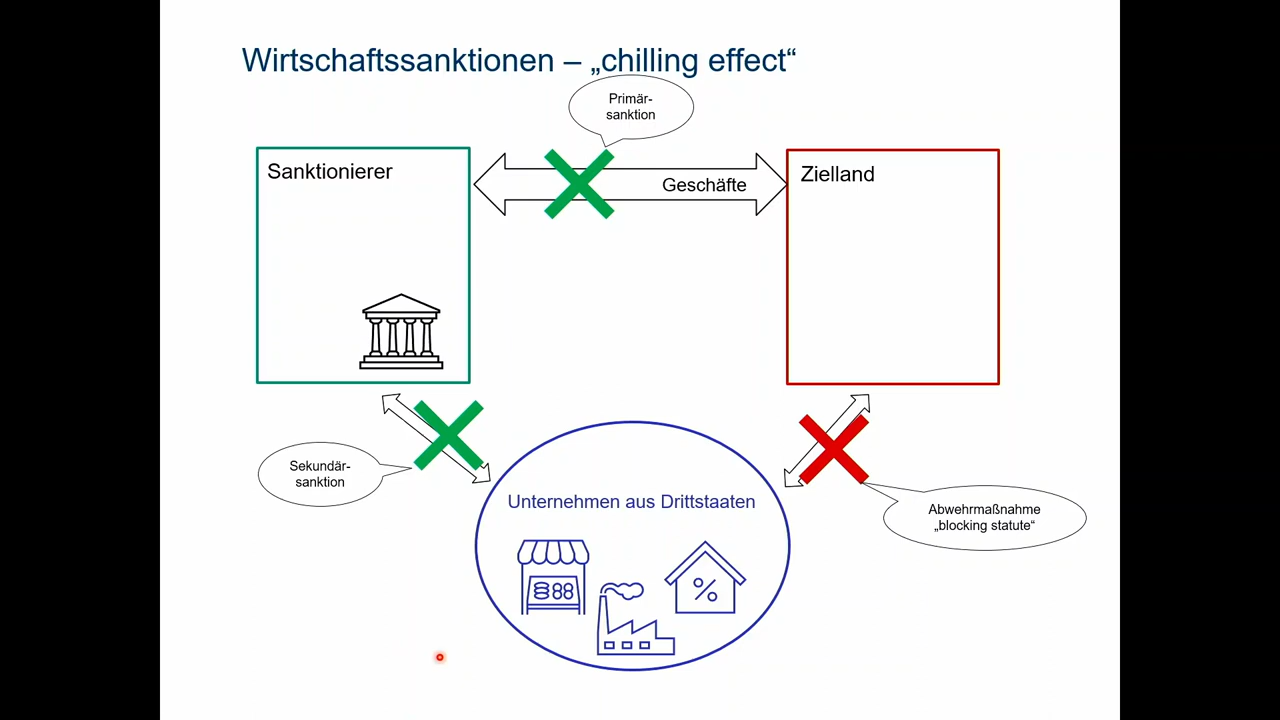 Wirtschaftssanktionen – „chilling effect“
Primär-
sanktion
Sanktionierer
Geschäfte
Zielland
Sekundär-
sanktion
Unternehmen aus Drittstaaten
%
Abwehrmaßnahme
„blocking statute“